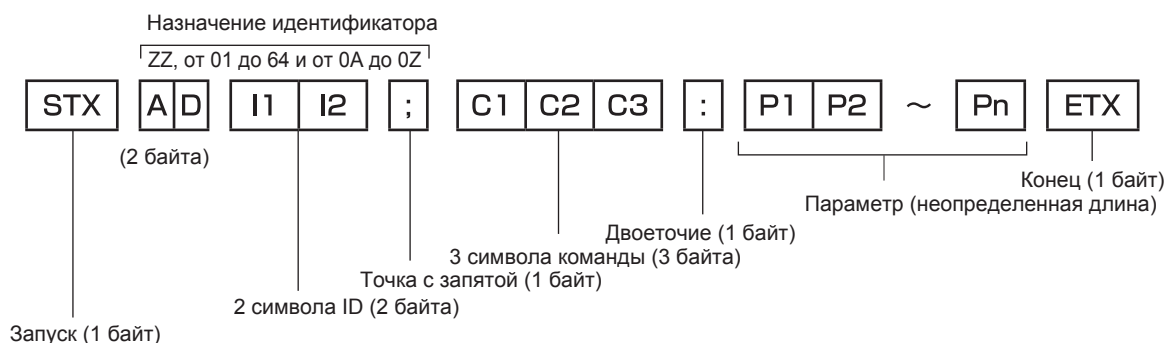 Назначение идентификатора
ZZ, от 01 до 64 и от 0A до 0Z
STX A D I1 I2 ; C1 C2 C3 : P1 P2 ~ Pn ETX
(2 байта)
Конец (1 байт)
Параметр (неопределенная длина)
Двоеточие (1 байт)
3 символа команды (3 байта)
Точка с запятой (1 байт)
2 символа ID (2 байта)
Запуск (1 байт)